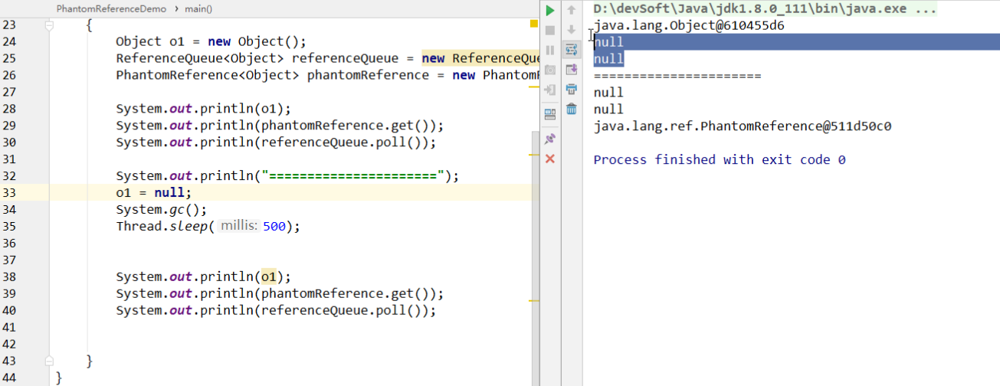 PhantomReferenceDemo › main()
23 {
24 Object o1 = new Object();
25 ReferenceQueue<Object> referenceQueue = new ReferenceQue
26 PhantomReference<Object> phantomReference = new Phantom
27
28 System.out.println(o1);
29 System.out.println(phantomReference.get());
30 System.out.println(referenceQueue.poll());
31
32 System.out.println("======================");
33 o1 = null;
34 System.gc();
35 Thread.sleep( millis: 500);
36
37
38 System.out.println(o1);
39 System.out.println(phantomReference.get());
40 System.out.println(referenceQueue.poll());
41
42
43 }
44 }
D:\devSoft\Java\jdk1.8.0_111\bin\java.exe ...
java.lang.Object@610455d6
null
null
======================
null
null
java.lang.ref.PhantomReference@511d50c0
Process finished with exit code 0